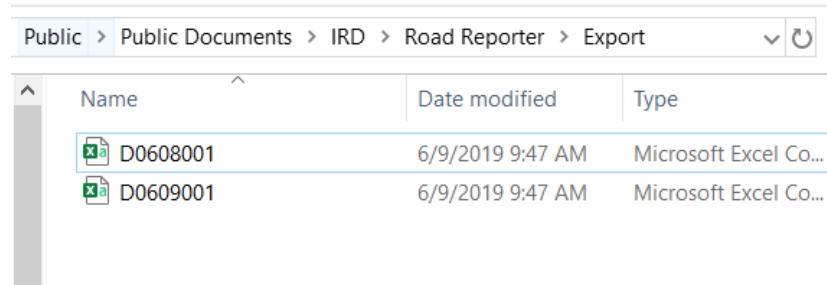 Public > Public Documents > IRD > Road Reporter > Export
Name Date modified Type
D0608001 6/9/2019 9:47 AM Microsoft Excel Co...
D0609001 6/9/2019 9:47 AM Microsoft Excel Co...